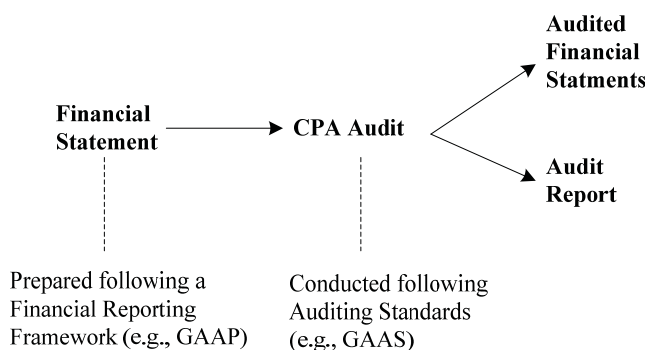 Financial
Statement
CPA Audit
Audited
Financial
Statments
Audit
Report
Prepared following a
Financial Reporting
Framework (e.g., GAAP)
Conducted following
Auditing Standards
(e.g., GAAS)